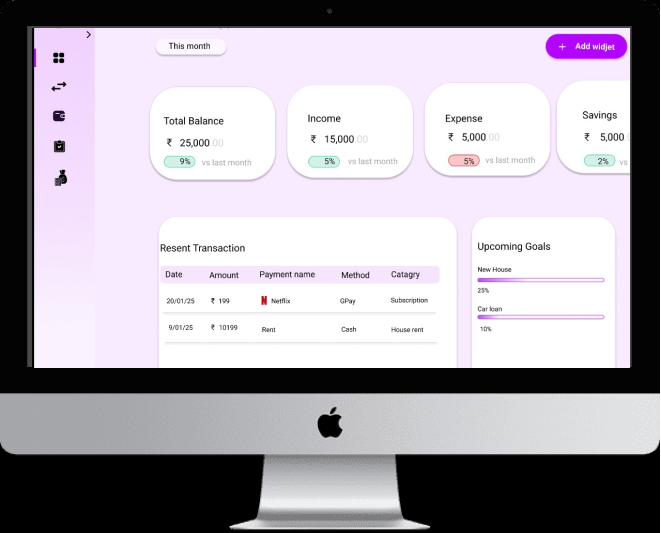 This month
+ Add widjet
Total Balance
₹ 25,000.00
9% vs last month
Income
₹ 15,000.00
5% vs last month
Expense
₹ 5,000.00
5% vs last month
Savings
₹ 5,000
2% vs
Resent Transaction
Date Amount Payment name Method Catagry
20/01/25 ₹ 199 N Netflix GPay Subscription
9/01/25 ₹ 10199 Rent Cash House rent
Upcoming Goals
New House
25%
Car loan
10%